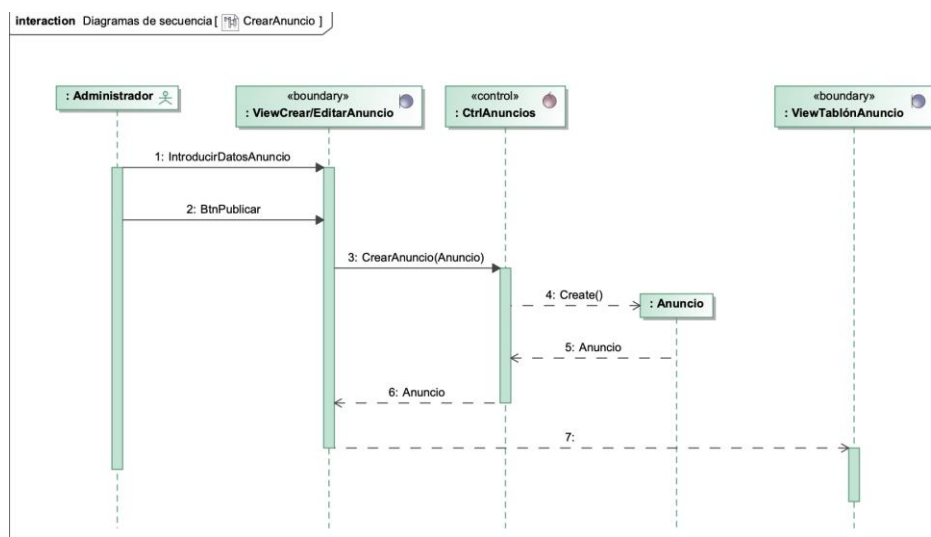 interaction Diagramas de secuencia [ CrearAnuncio ]
: Administrador
«boundary»
: ViewCrear/EditarAnuncio
«control»
: CtrlAnuncios
«boundary»
: ViewTablónAnuncio
1: IntroducirDatosAnuncio
2: BtnPublicar
3: CrearAnuncio(Anuncio)
4: Create()
: Anuncio
5: Anuncio
6: Anuncio
7: